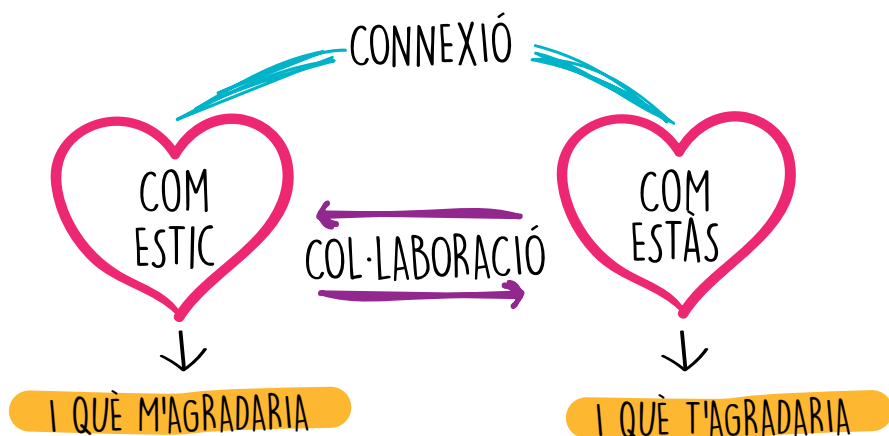 CONNEXIÓ
COM
ESTIC
COL·LABORACIÓ
COM
ESTÀS
I QUÈ M'AGRADARIA
I QUÈ T'AGRADARIA